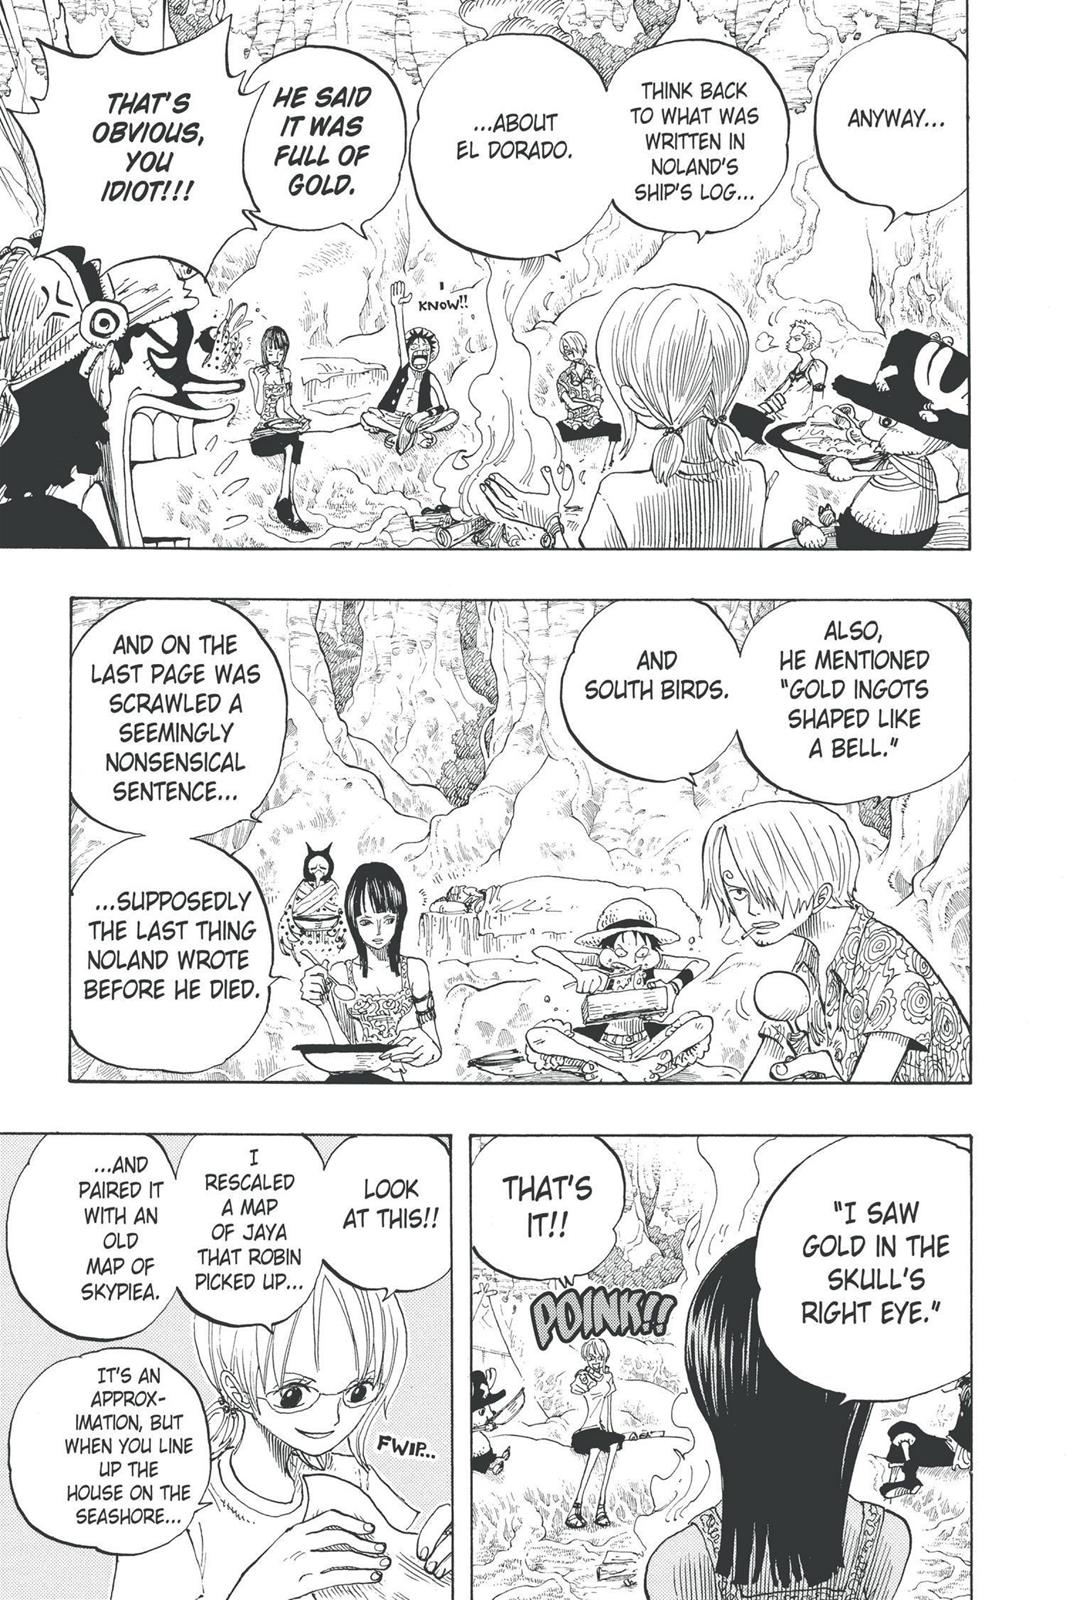 ANYWAY...
THINK BACK
TO WHAT WAS
WRITTEN IN
NOLAND'S
SHIP'S LOG...
...ABOUT
EL DORADO.
I
KNOW!!
HE SAID
IT WAS
FULL OF
GOLD.
THAT'S
OBVIOUS,
YOU
IDIOT!!!
ALSO,
HE MENTIONED
"GOLD INGOTS
SHAPED LIKE
A BELL."
AND
SOUTH BIRDS.
AND ON THE
LAST PAGE WAS
SCRAWLED A
SEEMINGLY
NONSENSICAL
SENTENCE...
...SUPPOSEDLY
THE LAST THING
NOLAND WROTE
BEFORE HE DIED.
"I SAW
GOLD IN THE
SKULL'S
RIGHT EYE."
THAT'S
IT!!
POINK!!
LOOK
AT THIS!!
I
RESCALED
A MAP
OF JAYA
THAT ROBIN
PICKED UP...
...AND
PAIRED IT
WITH AN
OLD
MAP OF
SKYPIEA.
FWIP...
IT'S AN
APPROX-
IMATION, BUT
WHEN YOU LINE
UP THE
HOUSE ON THE
SEASHORE...